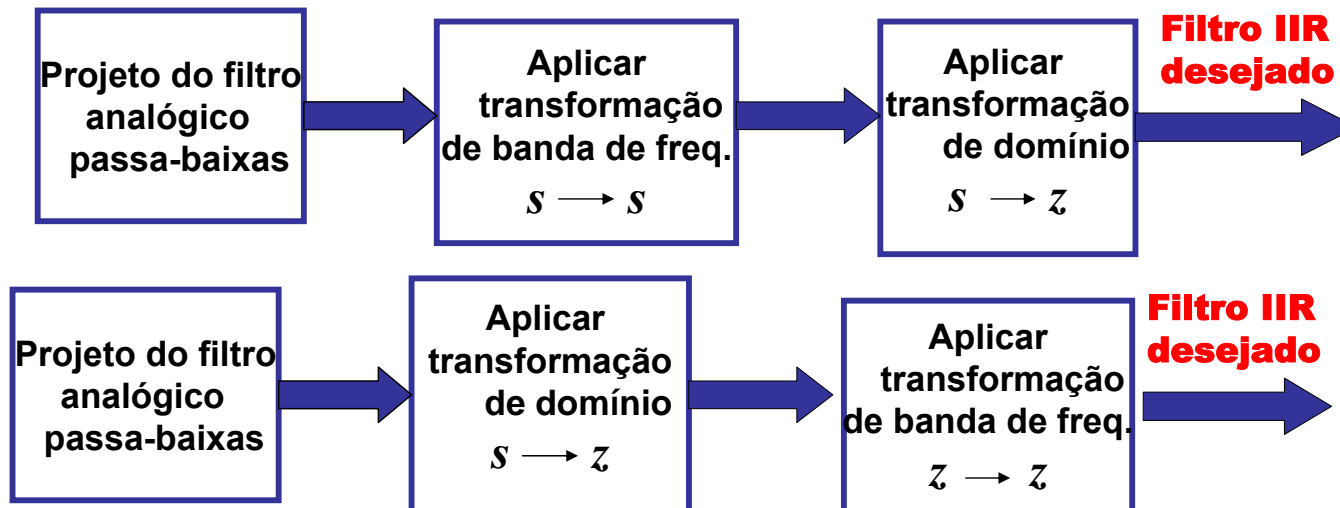 Projeto do filtro
analógico
passa-baixas
Aplicar
transformação
de banda de freq.
s → s
Aplicar
transformação
de domínio
s → z
Filtro IIR
desejado
Projeto do filtro
analógico
passa-baixas
Aplicar
transformação
de domínio
s → z
Aplicar
transformação
de banda de freq.
z → z
Filtro IIR
desejado